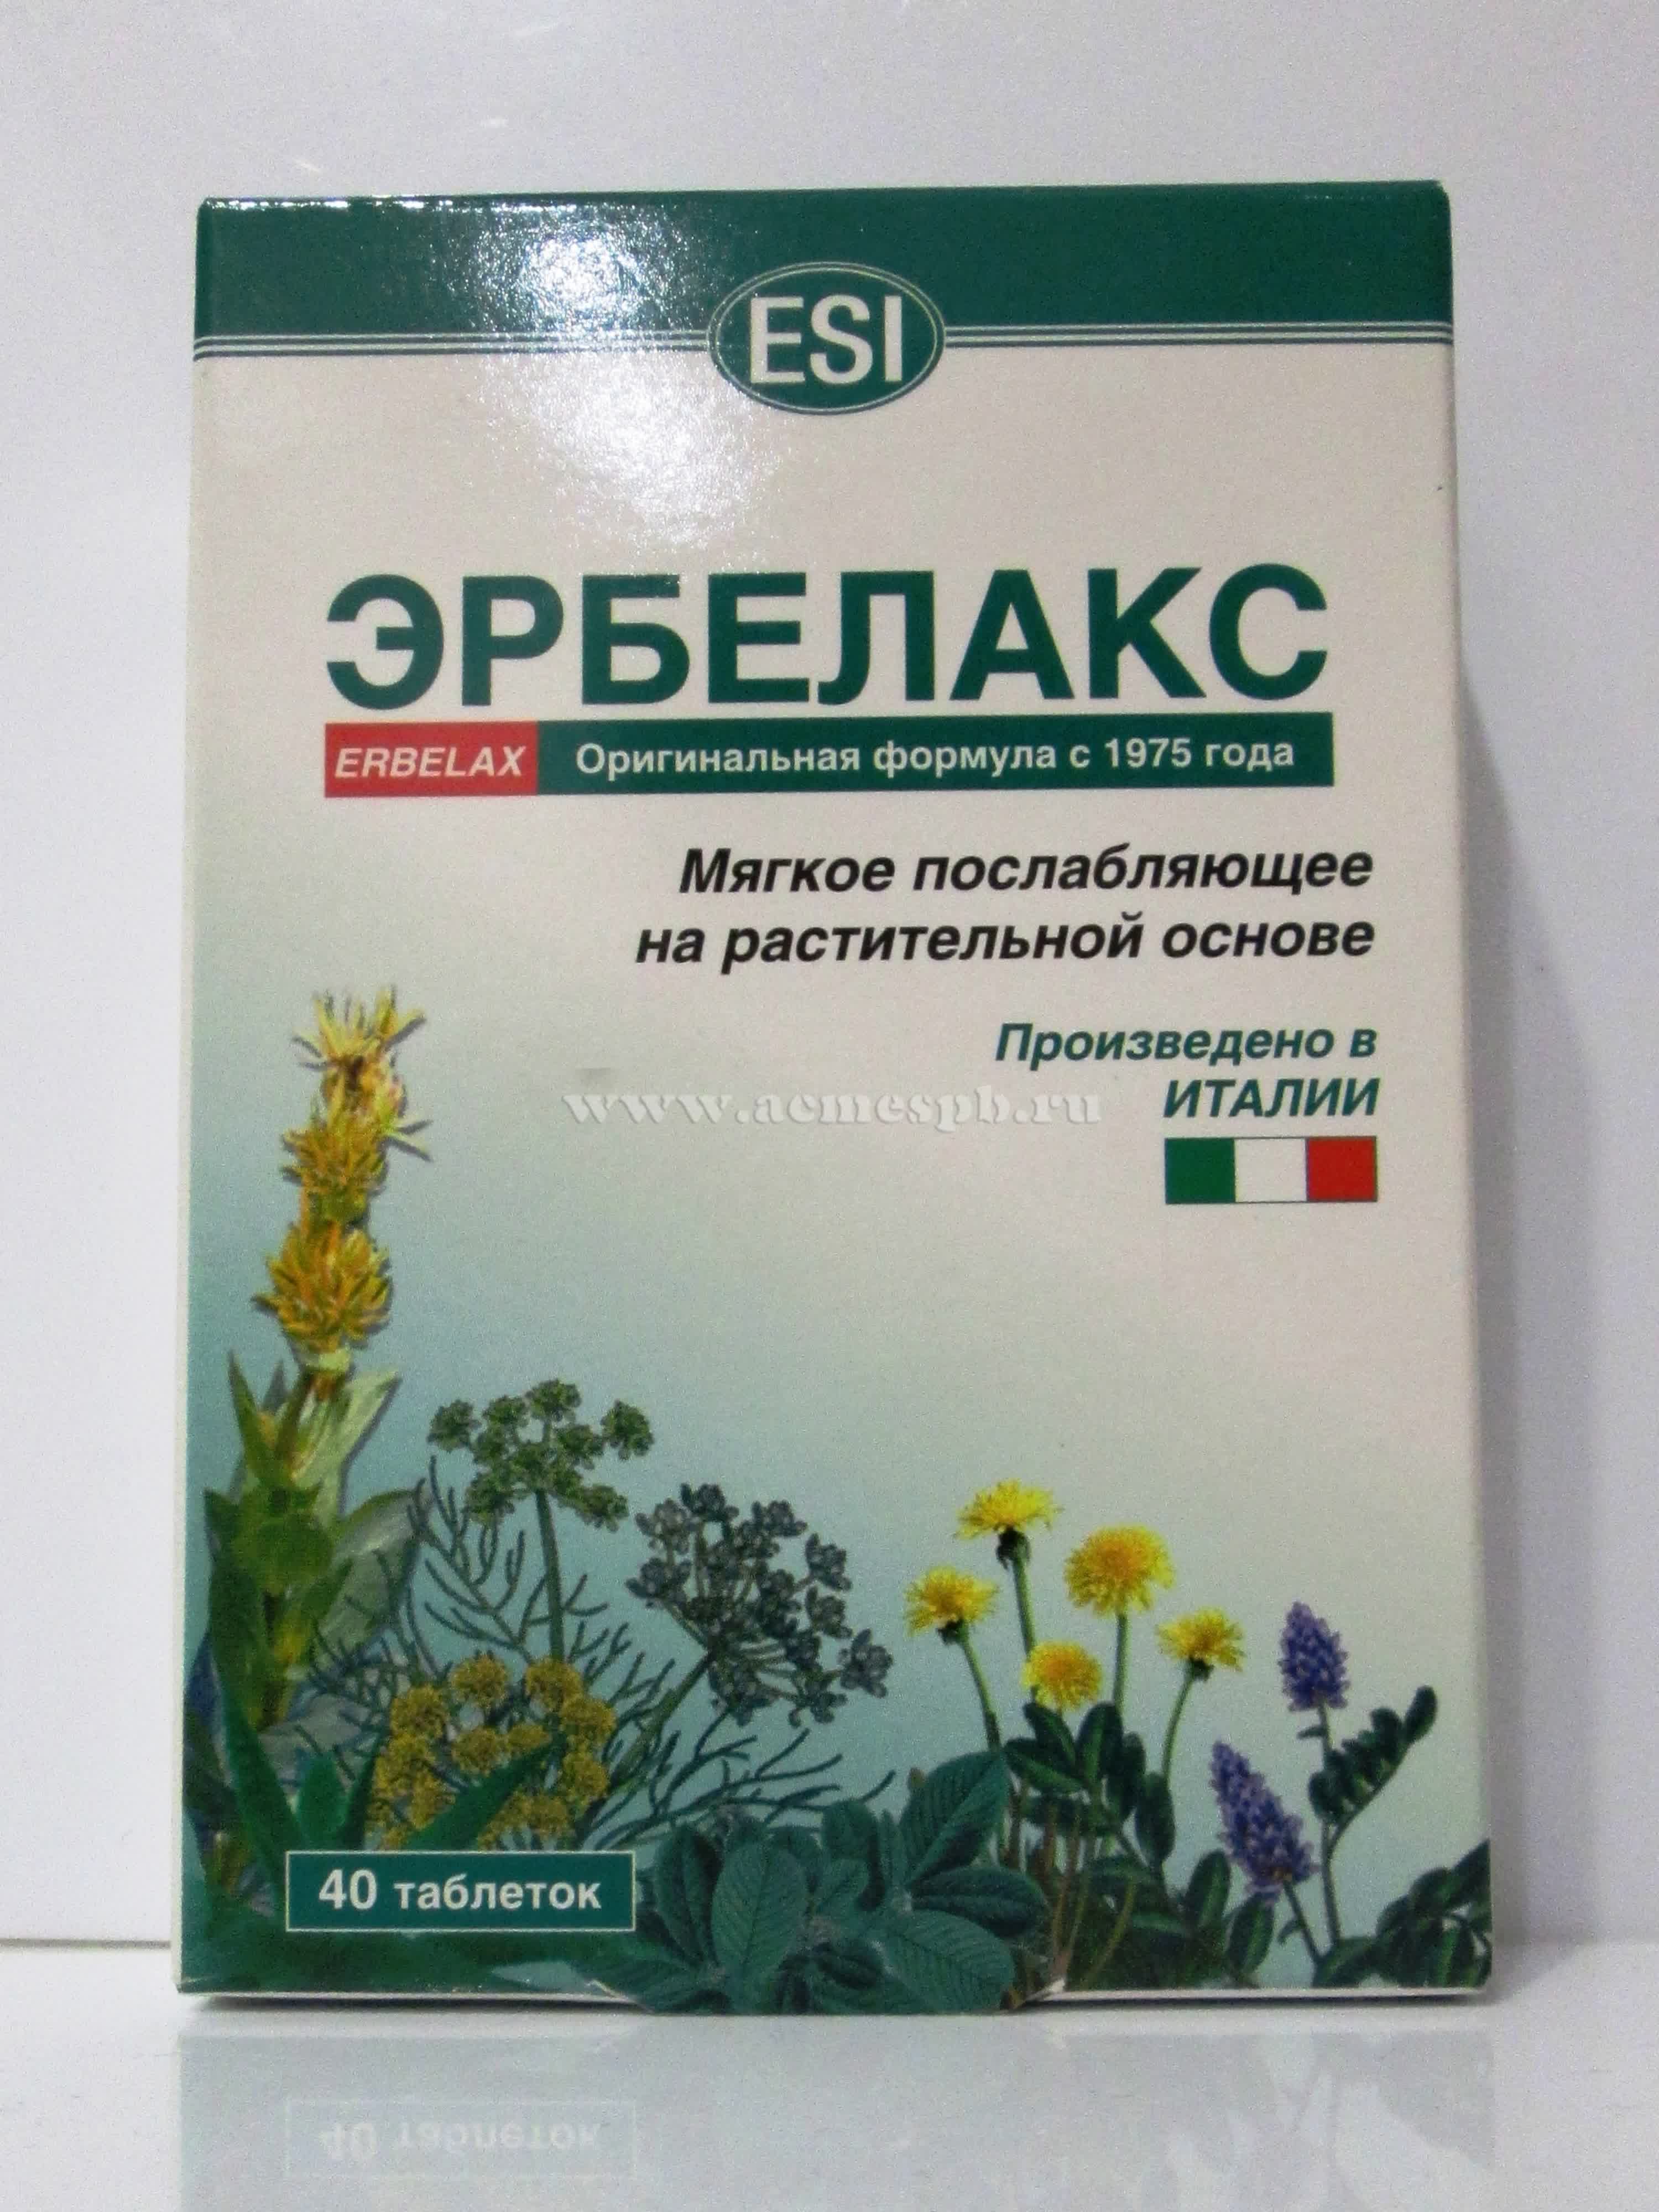 ESI
ЭРБЕЛАКС
ERBELAX Оригинальная формула с 1975 года
Мягкое послабляющее
на растительной основе
Произведено в
ИТАЛИИ
www.acmespb.ru
40 таблеток